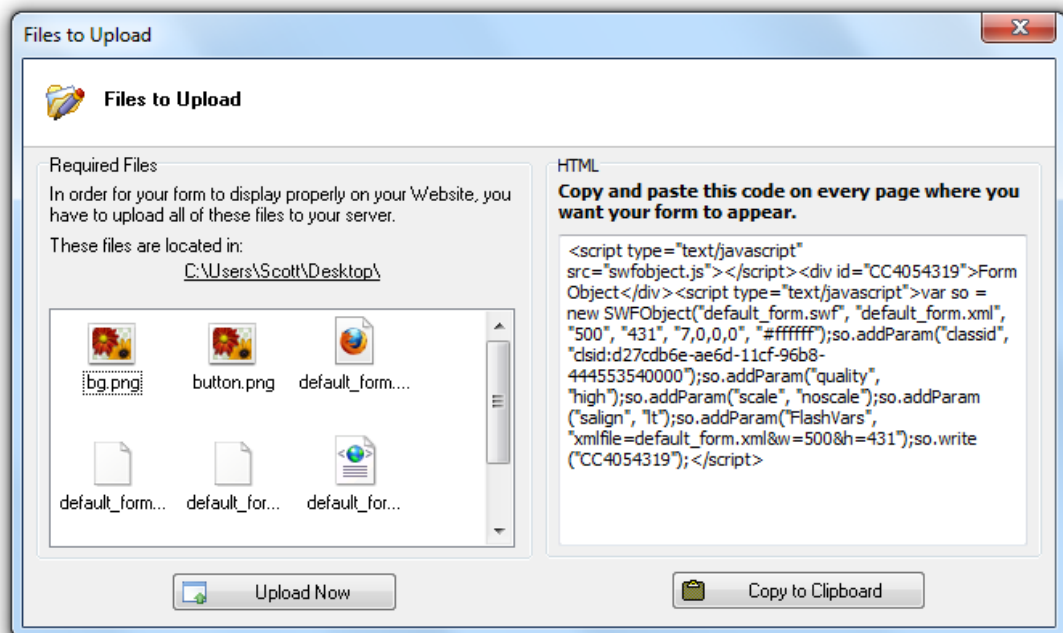 Files to Upload
Files to Upload
Required Files
In order for your form to display properly on your Website, you
have to upload all of these files to your server.
These files are located in:
C:\Users\Scott\Desktop\
bg.png
button.png
default_form....
default_form...
default_for...
default_for...
Upload Now
HTML
Copy and paste this code on every page where you
want your form to appear.
<script type="text/javascript"
src="swfobject.js"></script><div id="CC4054319">Form
Object</div><script type="text/javascript">var so =
new SWFObject("default_form.swf", "default_form.xml",
"500", "431", "7,0,0,0", "#ffffff");so.addParam("classid",
"clsid:d27cdb6e-ae6d-11cf-96b8-
444553540000");so.addParam("quality",
"high");so.addParam("scale", "noscale");so.addParam
("salign", "lt");so.addParam("FlashVars",
"xmlfile=default_form.xml&w=500&h=431");so.write
("CC4054319");</script>
Copy to Clipboard